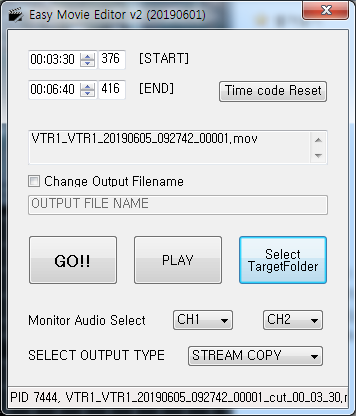 Easy Movie Editor v2 (20190601)
00:03:30 376 [START]
00:06:40 416 [END]
Time code Reset
VTR1_VTR1_20190605_092742_00001.mov
Change Output Filename
OUTPUT FILE NAME
GO!! PLAY Select
TargetFolder
Monitor Audio Select CH1 CH2
SELECT OUTPUT TYPE STREAM COPY
PID 7444, VTR1_VTR1_20190605_092742_00001_cut_00_03_30.